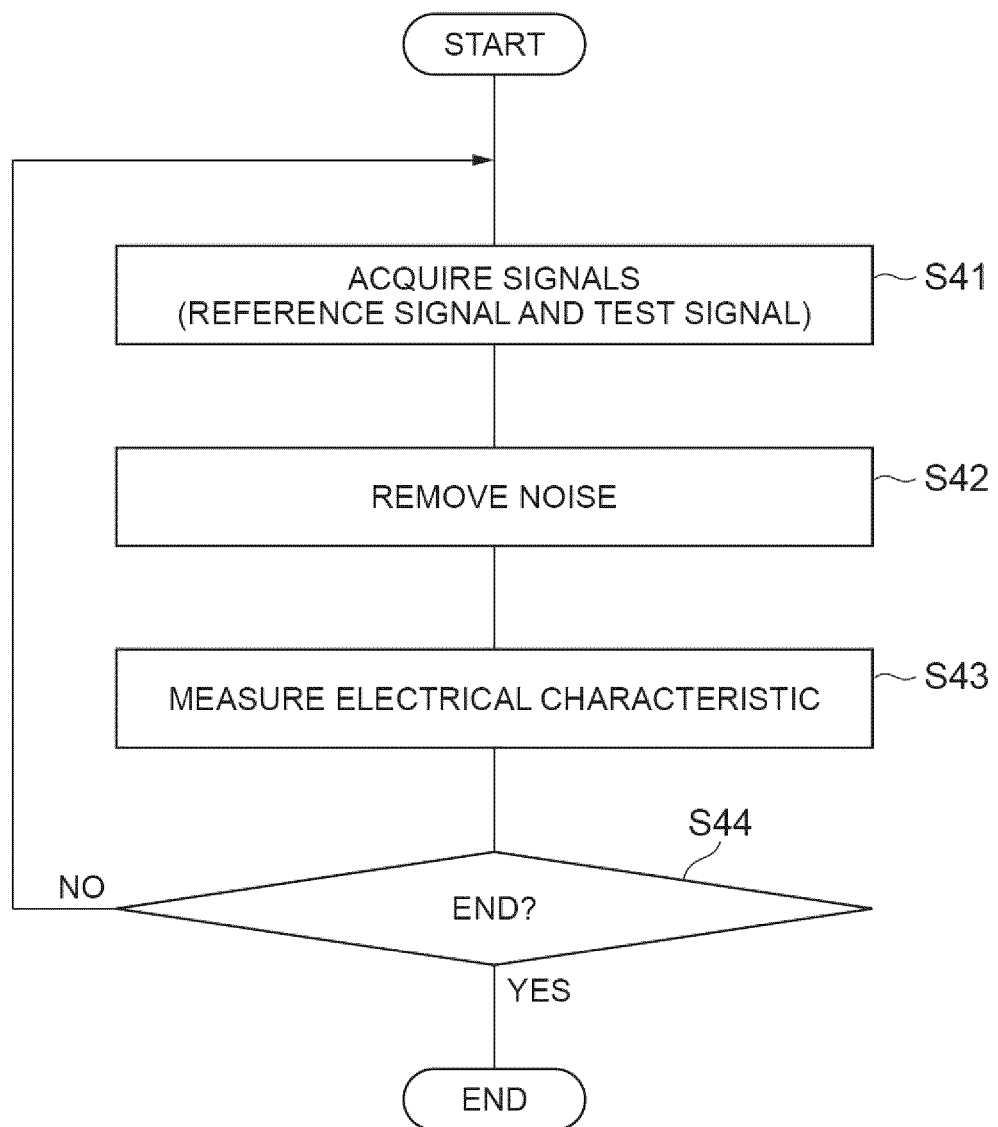 START
ACQUIRE SIGNALS
(REFERENCE SIGNAL AND TEST SIGNAL)
S41
REMOVE NOISE
S42
MEASURE ELECTRICAL CHARACTERISTIC
S43
S44
NO
END?
YES
END